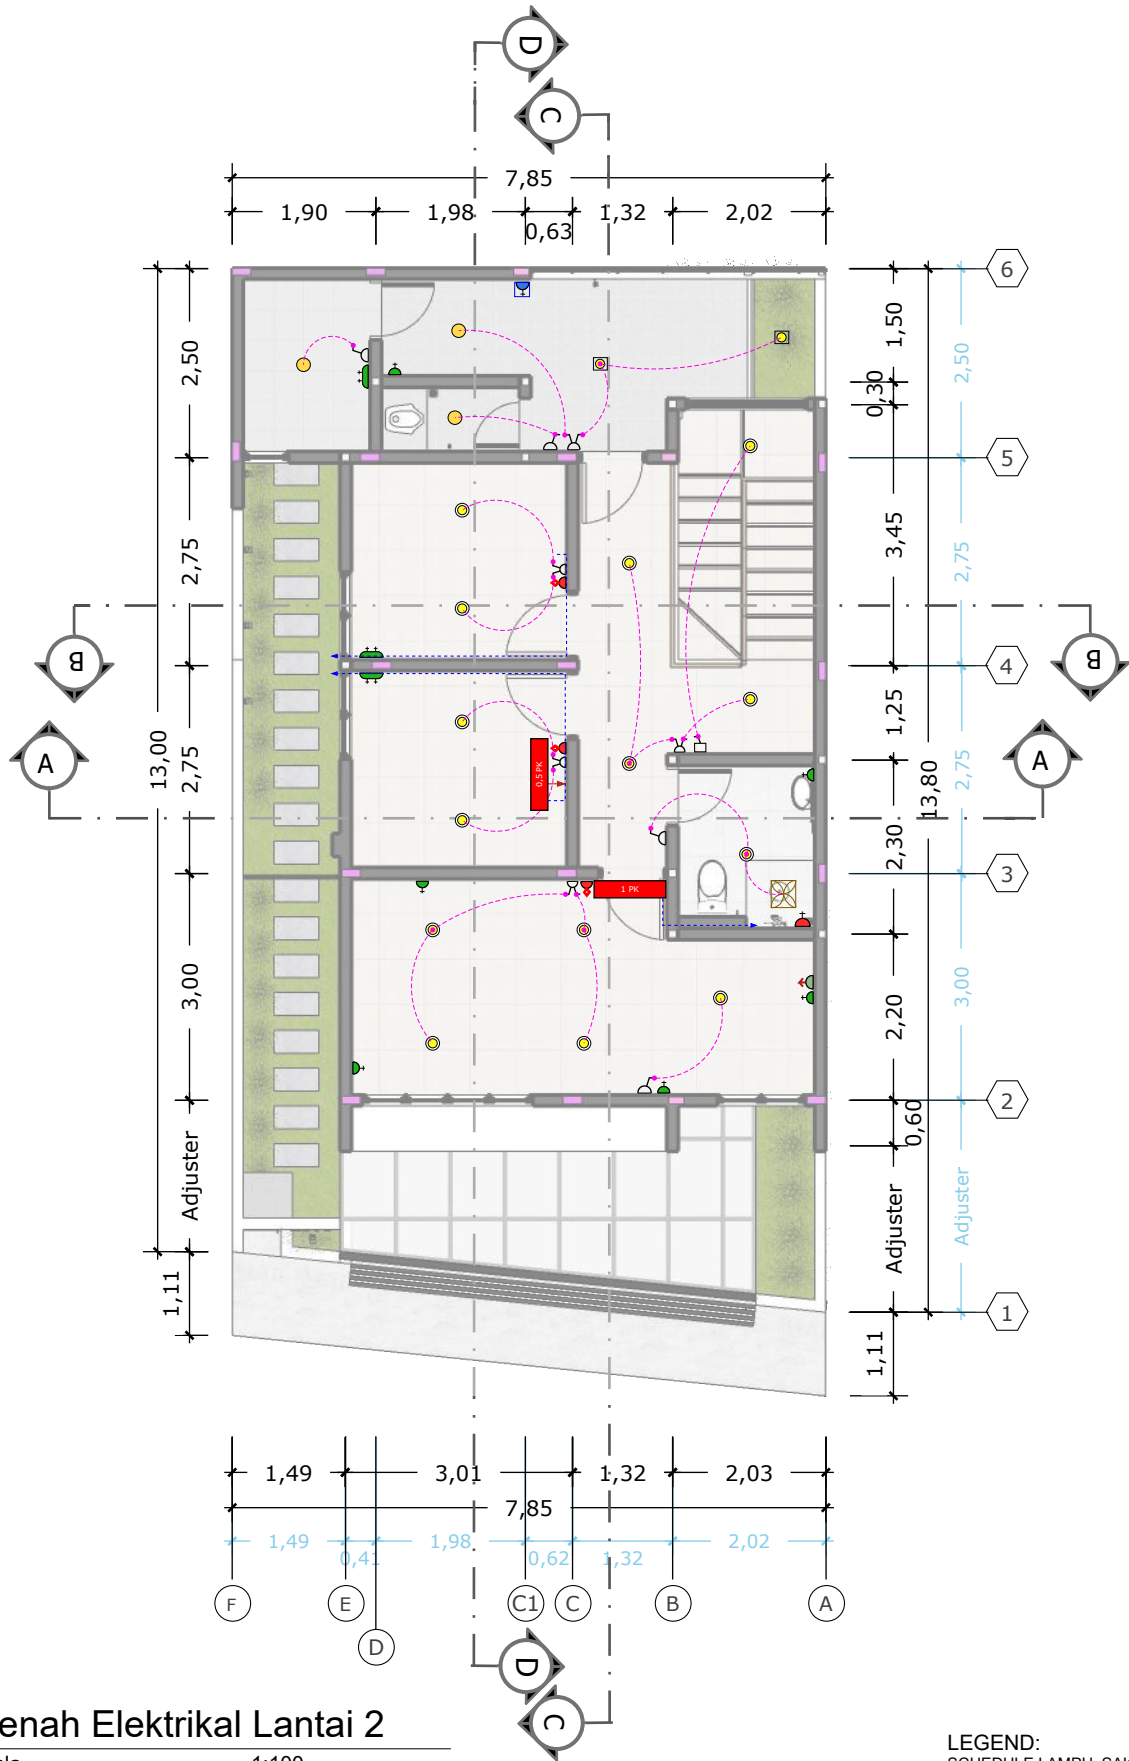 D
C
7,85
1,90 1,98 0,63 1,32 2,02
6
5
4
3
2
1
2,50
2,75
2,75
3,00
Adjuster
1,11
13,00
1,50
0,30
3,45
1,25
2,30
2,20
0,60
Adjuster
1,11
13,80
2,50
2,75
2,75
3,00
Adjuster
B
B
A
A
0,5 PK
1 PK
1,49 3,01 1,32 2,03
7,85
1,49 0,41 1,98 0,62 1,32 2,02
F E D C1 C B A
D
C
enah Elektrikal Lantai 2
1:100
LEGEND: